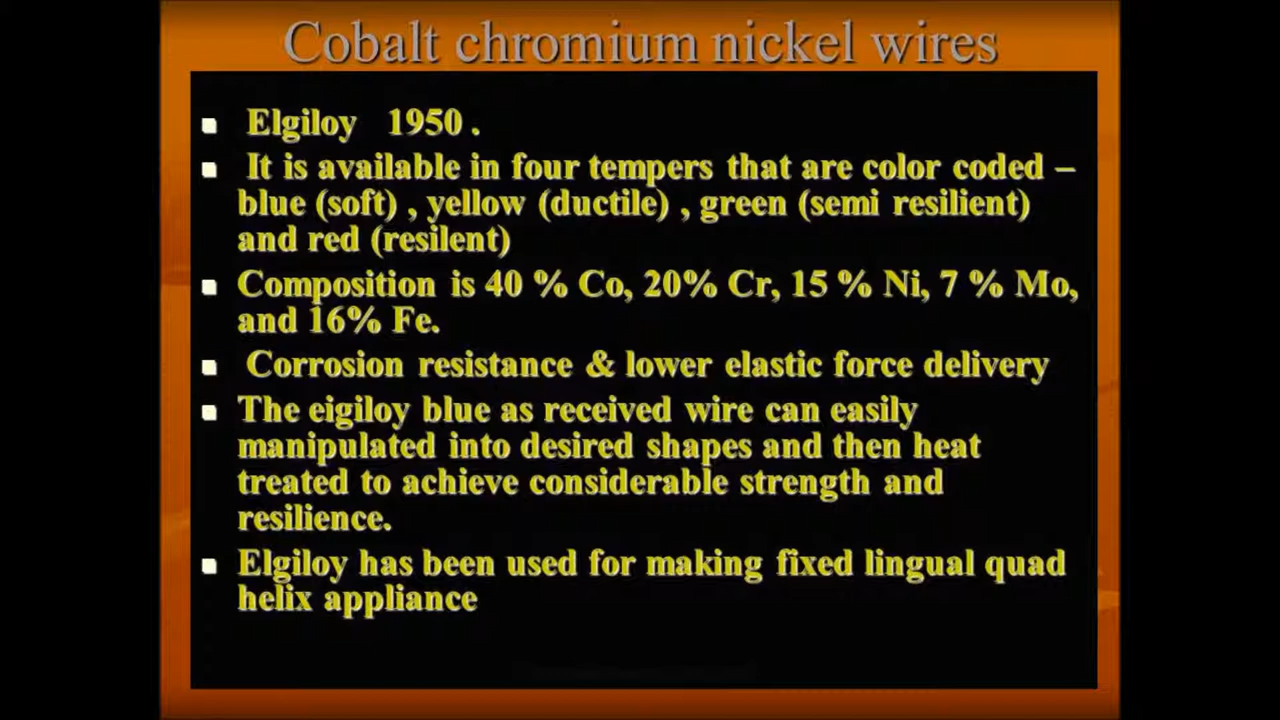 Cobalt chromium nickel wires
Elgiloy 1950 .
It is available in four tempers that are color coded –
blue (soft) , yellow (ductile) , green (semi resilient)
and red (resilent)
Composition is 40 % Co, 20% Cr, 15 % Ni, 7 % Mo,
and 16% Fe.
Corrosion resistance & lower elastic force delivery
The eigiloy blue as received wire can easily
manipulated into desired shapes and then heat
treated to achieve considerable strength and
resilience.
Elgiloy has been used for making fixed lingual quad
helix appliance